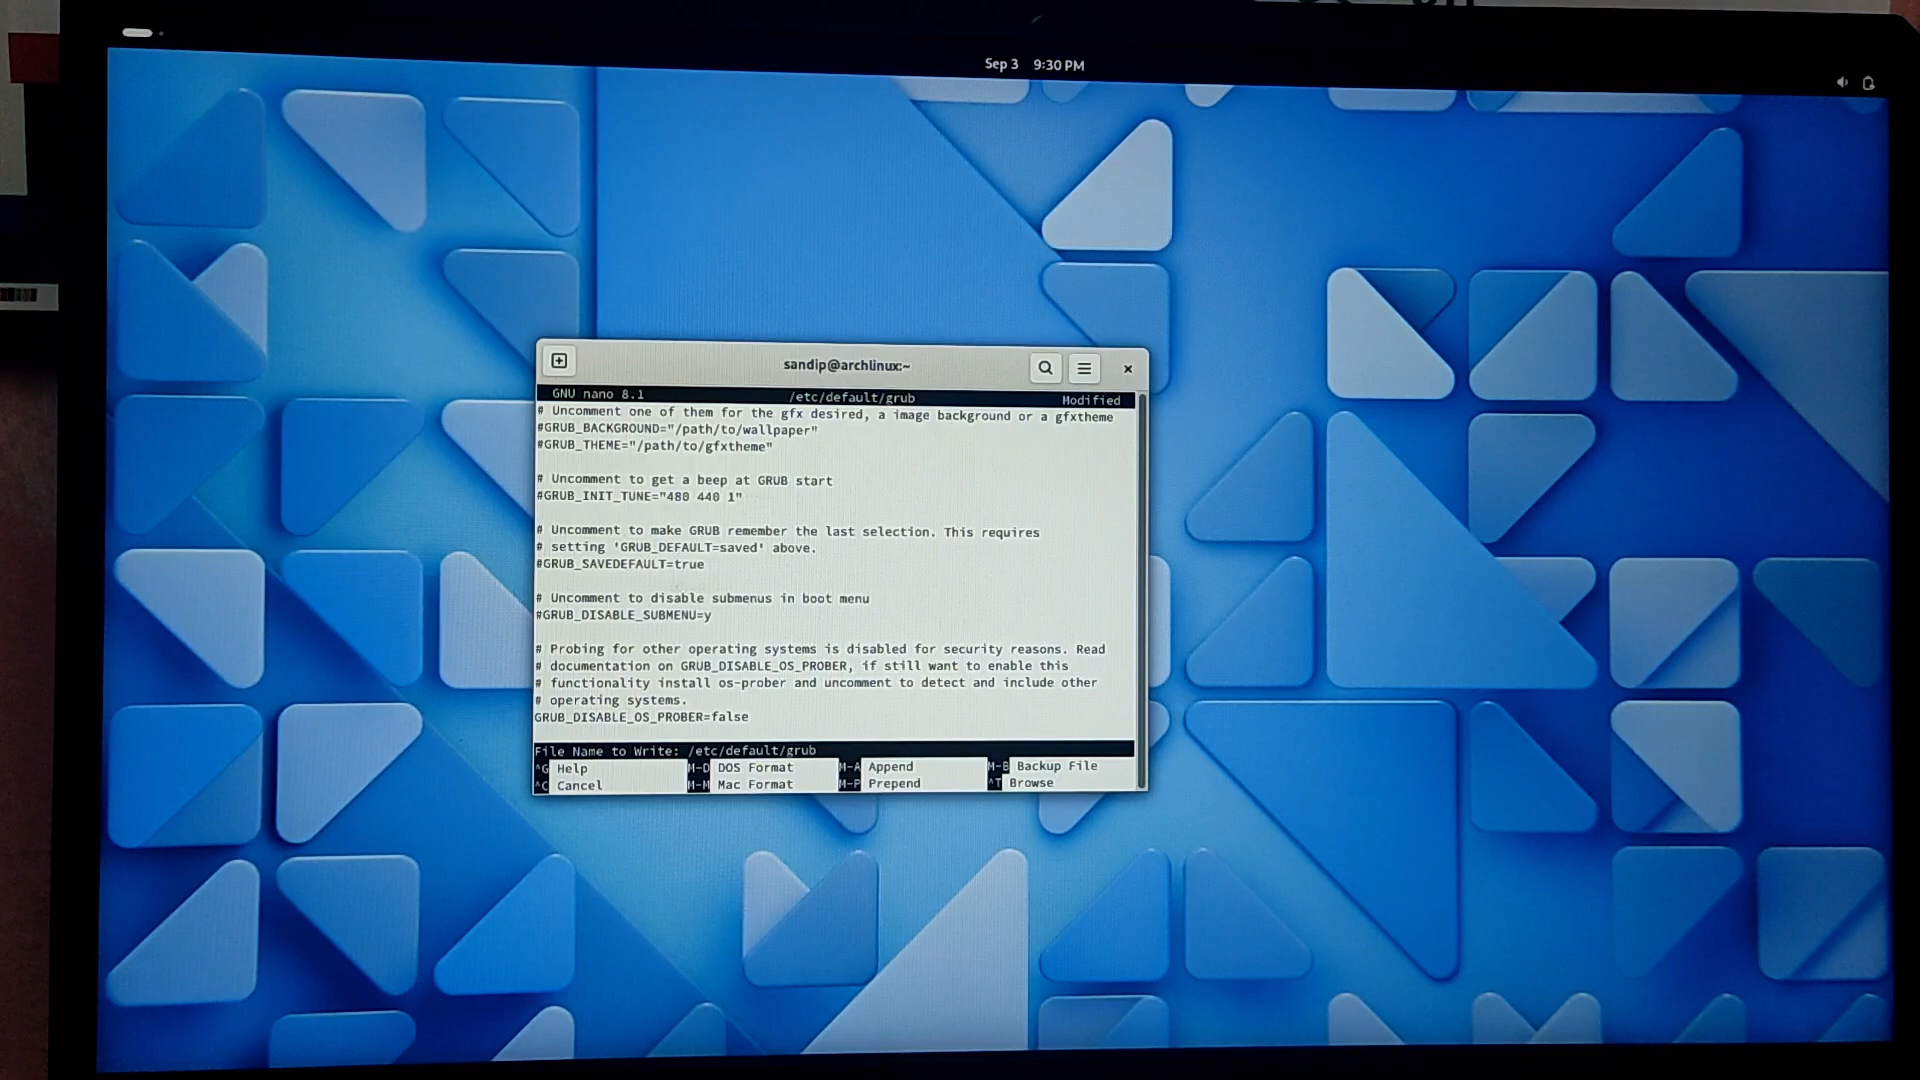 Sep 3 9:30 PM
sandip@archlinux:~
GNU nano 8.1 /etc/default/grub Modified
# Uncomment one of them for the gfx desired, a image background or a gfxtheme
#GRUB_BACKGROUND="/path/to/wallpaper"
#GRUB_THEME="/path/to/gfxtheme"
# Uncomment to get a beep at GRUB start
#GRUB_INIT_TUNE="480 440 1"
# Uncomment to make GRUB remember the last selection. This requires
# setting 'GRUB_DEFAULT=saved' above.
#GRUB_SAVEDEFAULT=true
# Uncomment to disable submenus in boot menu
#GRUB_DISABLE_SUBMENU=y
# Probing for other operating systems is disabled for security reasons. Read
# documentation on GRUB_DISABLE_OS_PROBER, if still want to enable this
# functionality install os-prober and uncomment to detect and include other
# operating systems.
GRUB_DISABLE_OS_PROBER=false
File Name to Write: /etc/default/grub
^G Help M-D DOS Format M-A Append M-B Backup File
^C Cancel M-M Mac Format M-P Prepend ^T Browse